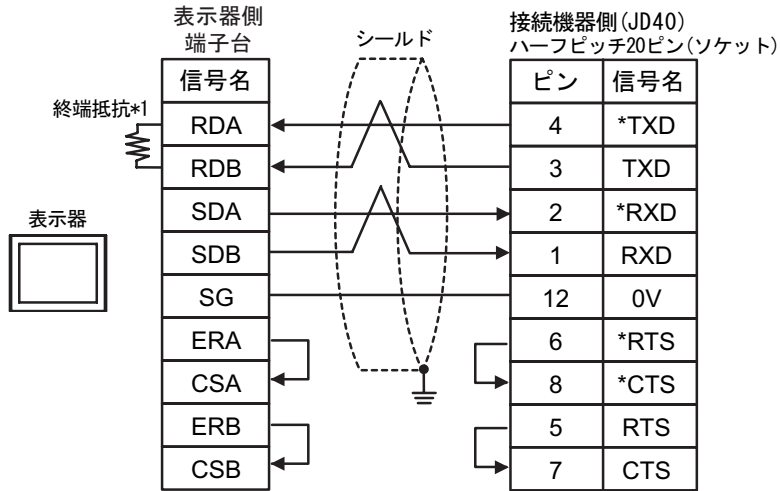 表示器側
端子台
シールド
接続機器側(JD40)
ハーフピッチ20ピン(ソケット)
終端抵抗*1
表示器
信号名
RDA
RDB
SDA
SDB
SG
ERA
CSA
ERB
CSB
ピン 信号名
4 *TXD
3 TXD
2 *RXD
1 RXD
12 0V
6 *RTS
8 *CTS
5 RTS
7 CTS